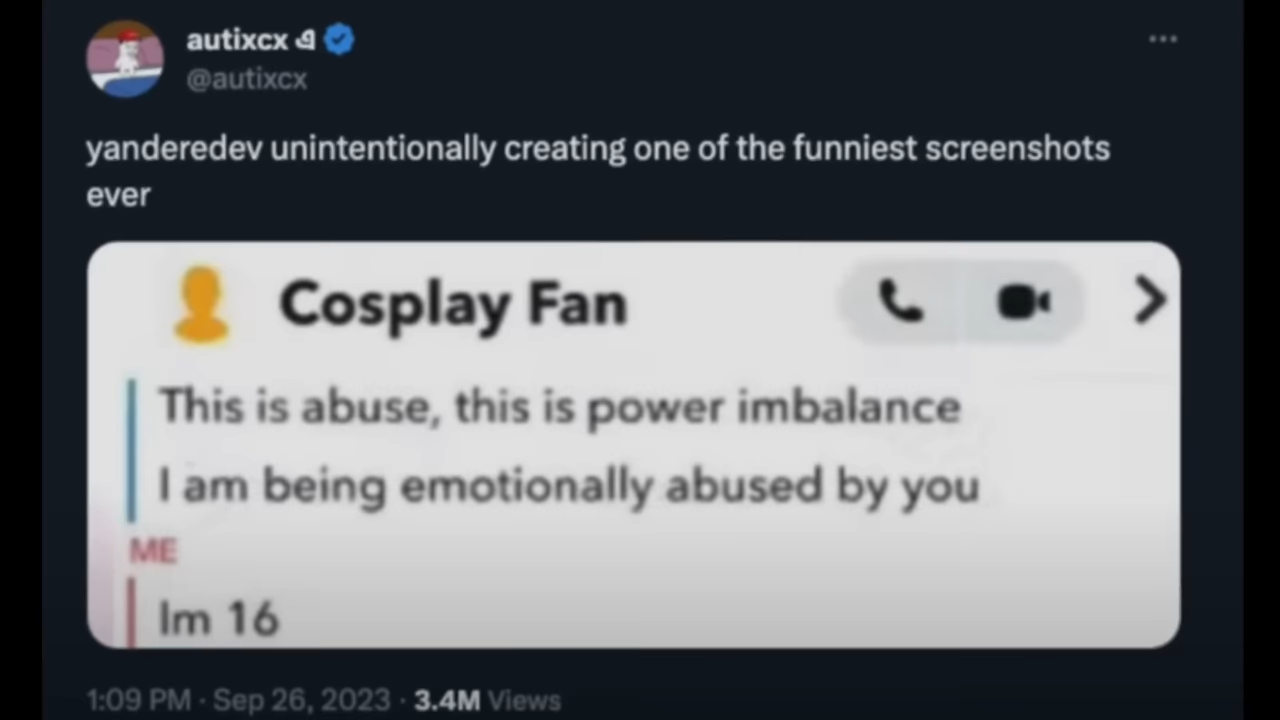 autixcx
@autixcx
yanderedev unintentionally creating one of the funniest screenshots
ever
Cosplay Fan
This is abuse, this is power imbalance
I am being emotionally abused by you
ME
Im 16
1:09 PM · Sep 26, 2023 · 3.4M Views